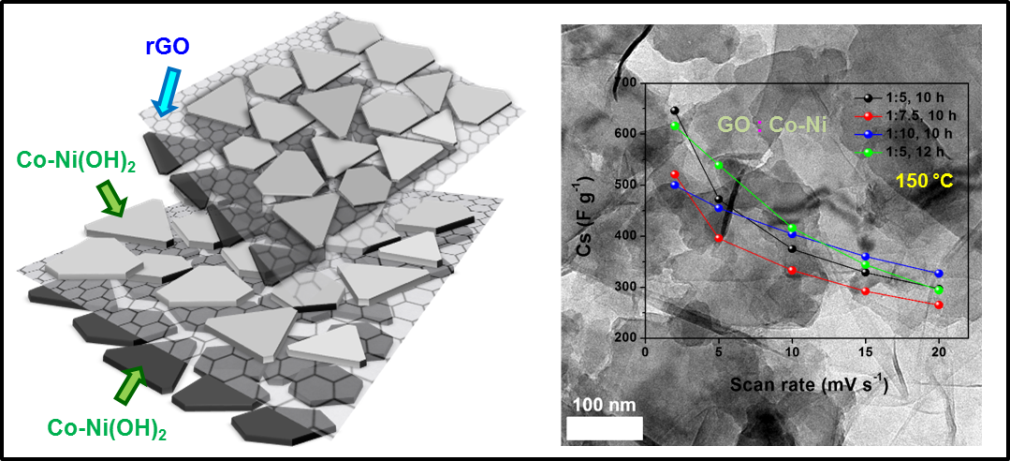 rGO
Co-Ni(OH)2
Co-Ni(OH)2
700
600
500
400
300
200
0
5
10
15
20
Cs (F g-1)
Scan rate (mV s-1)
GO : Co-Ni
1:5, 10 h
1:7.5, 10 h
1:10, 10 h
1:5, 12 h
150 °C
100 nm